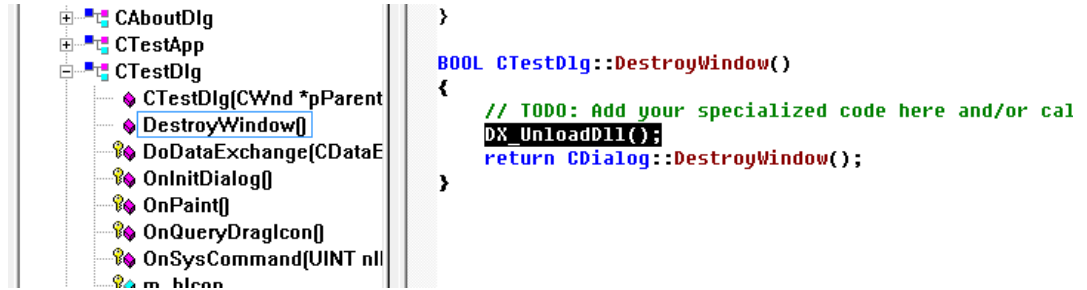 CAboutDlg
CTestApp
CTestDlg
CTestDlg(CWnd *pParent
DestroyWindow()
DoDataExchange(CDataE
OnInitDialog()
OnPaint()
OnQueryDragIcon()
OnSysCommand(UINT nI
m_hIcon
}
BOOL CTestDlg::DestroyWindow()
{
// TODO: Add your specialized code here and/or cal
DX_UnloadDll();
return CDialog::DestroyWindow();
}